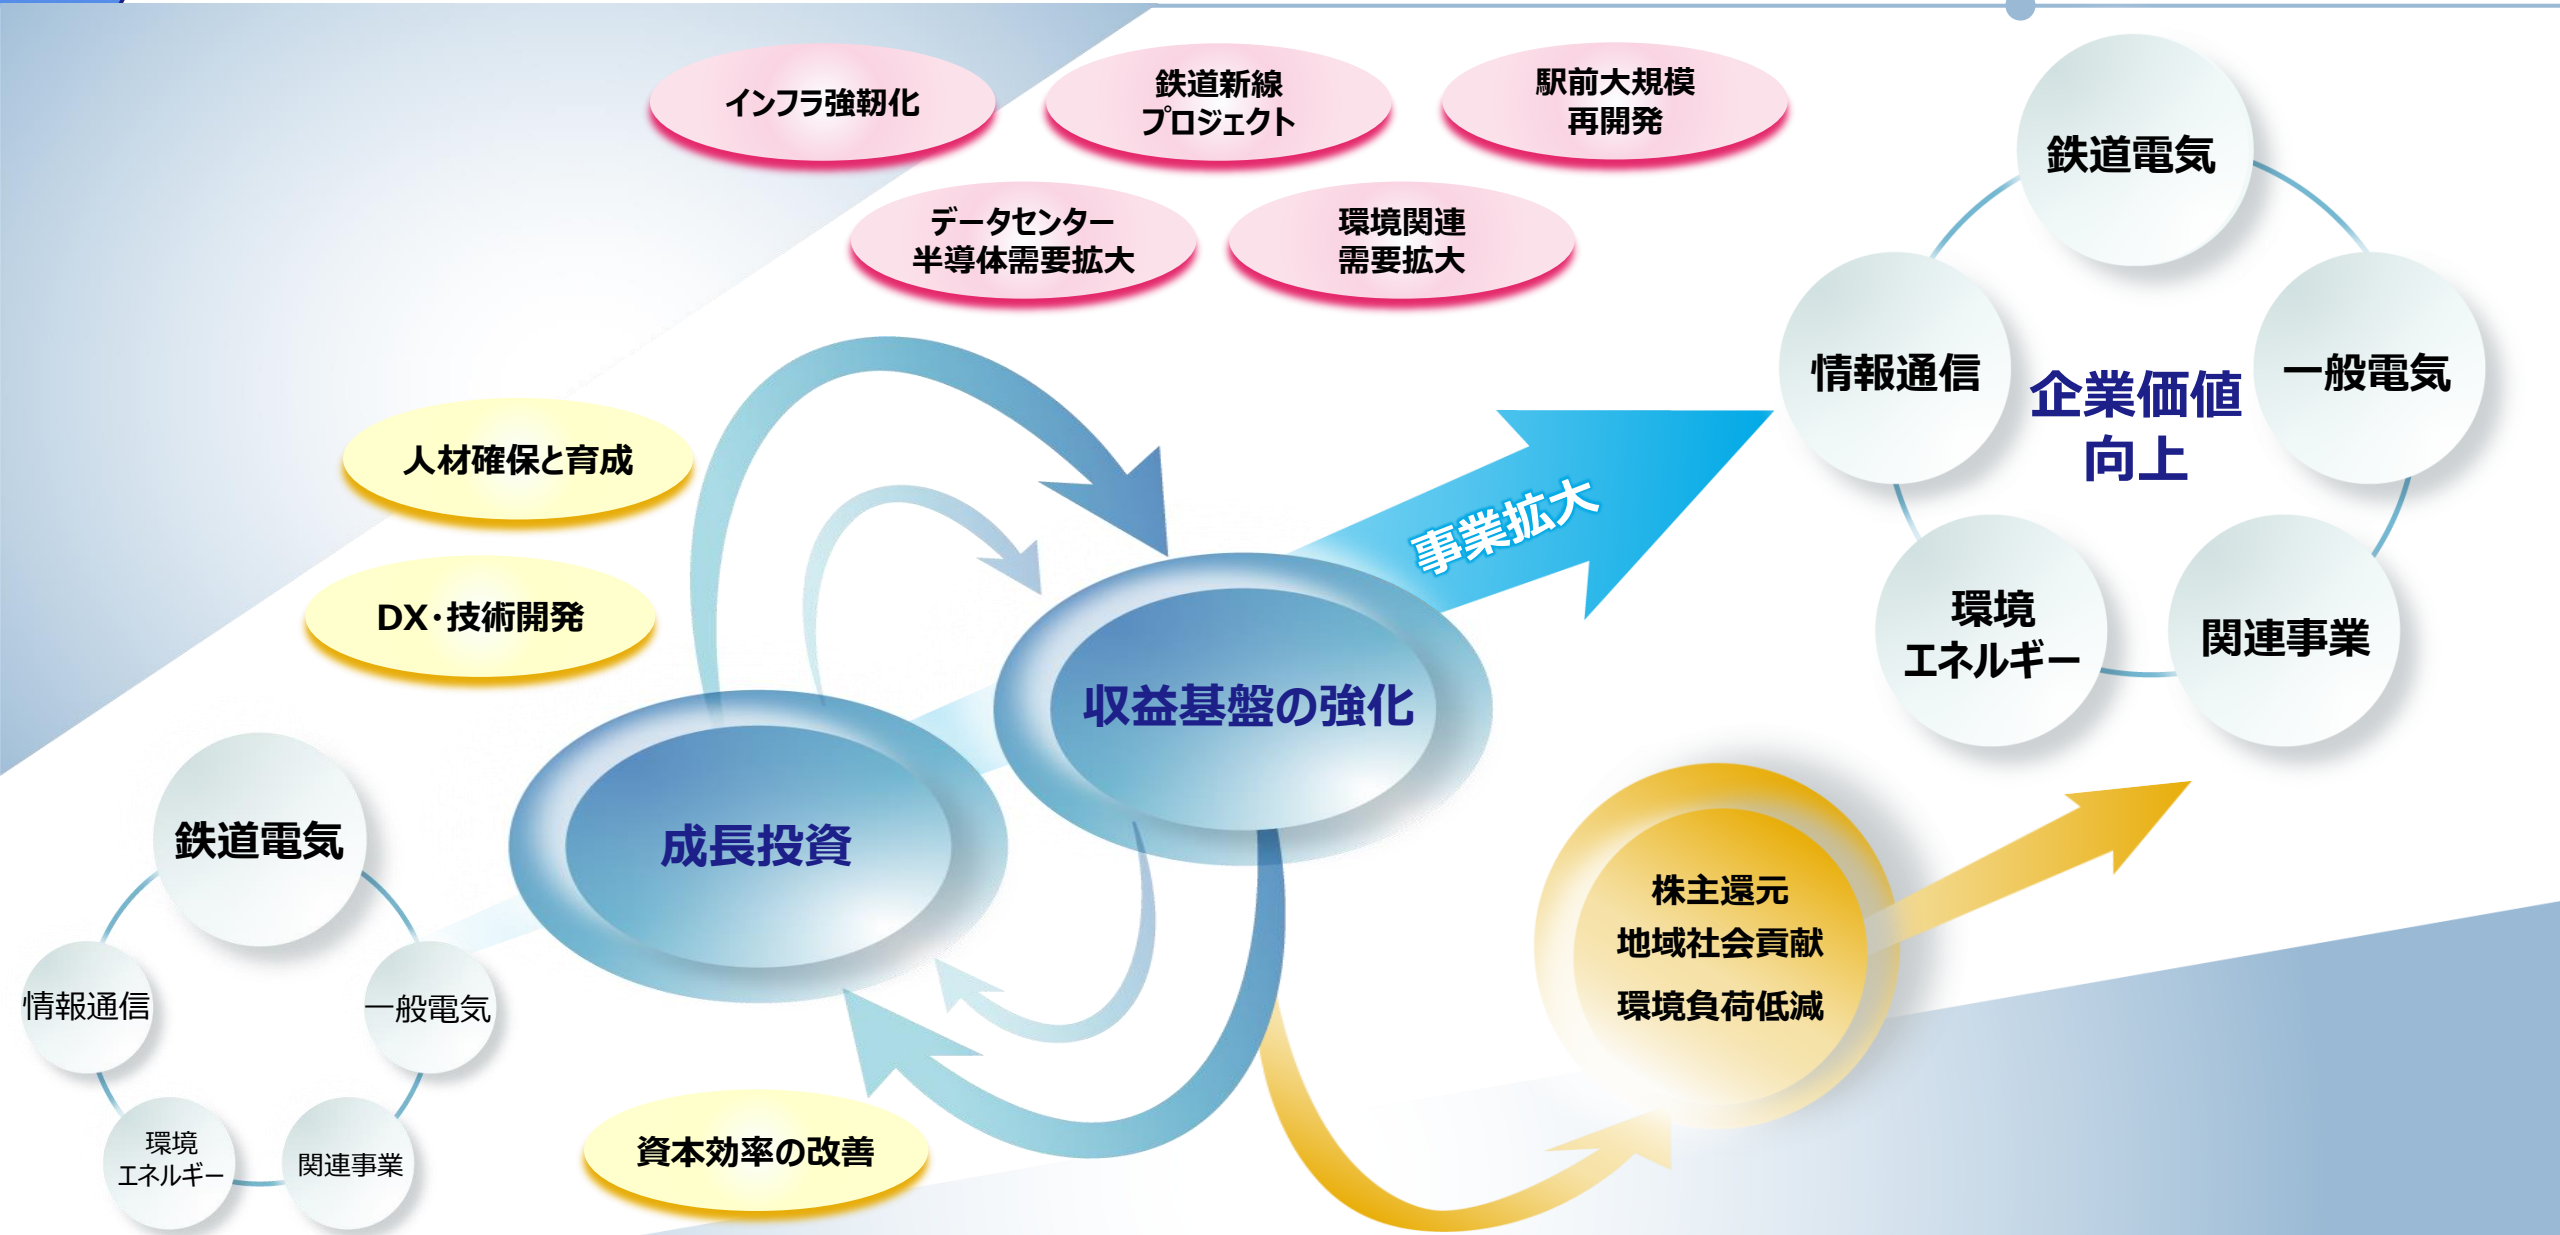 インフラ強靭化
鉄道新線
プロジェクト
駅前大規模
再開発
データセンター
半導体需要拡大
環境関連
需要拡大
人材確保と育成
DX・技術開発
鉄道電気
情報通信
一般電気
環境
エネルギー
関連事業
成長投資
収益基盤の強化
資本効率の改善
事業拡大
株主還元
地域社会貢献
環境負荷低減
鉄道電気
情報通信
企業価値
向上
一般電気
環境
エネルギー
関連事業